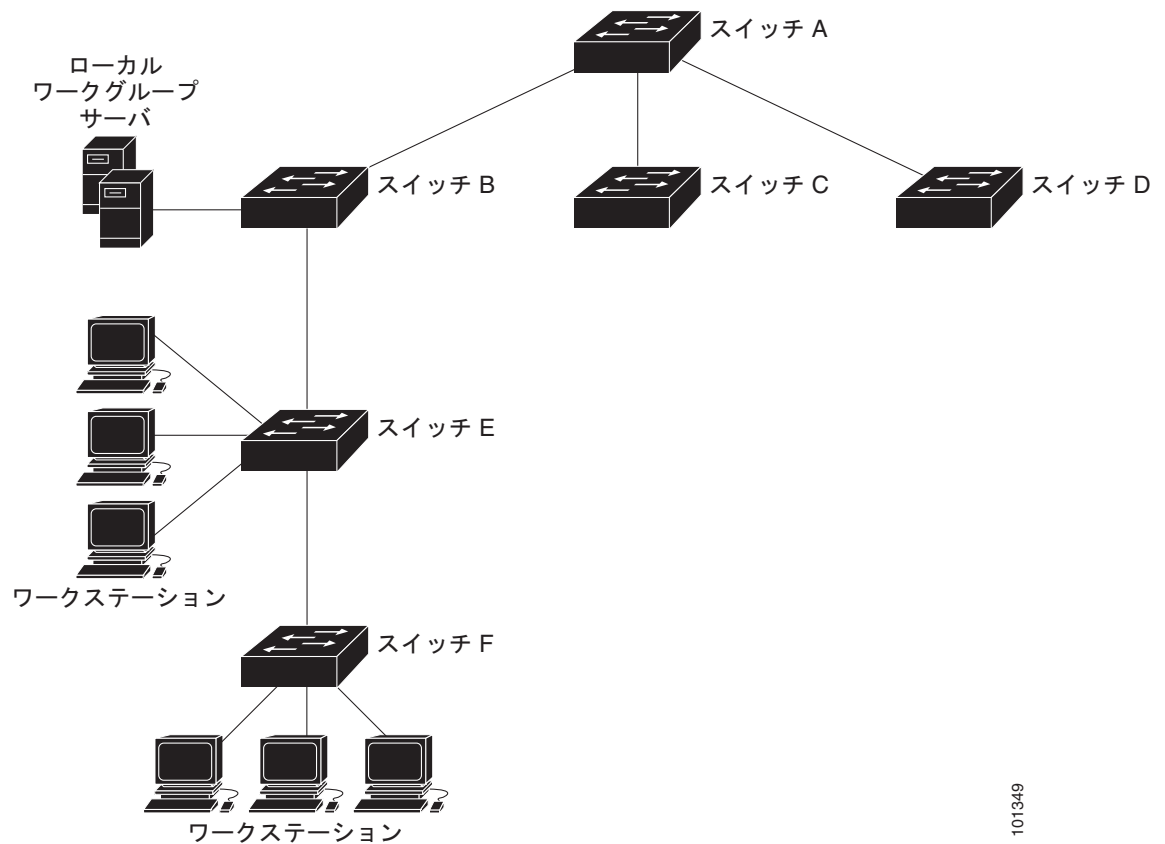 スイッチ A
ローカル
ワークグループ
サーバ
スイッチ B
スイッチ C
スイッチ D
スイッチ E
ワークステーション
スイッチ F
ワークステーション
101349